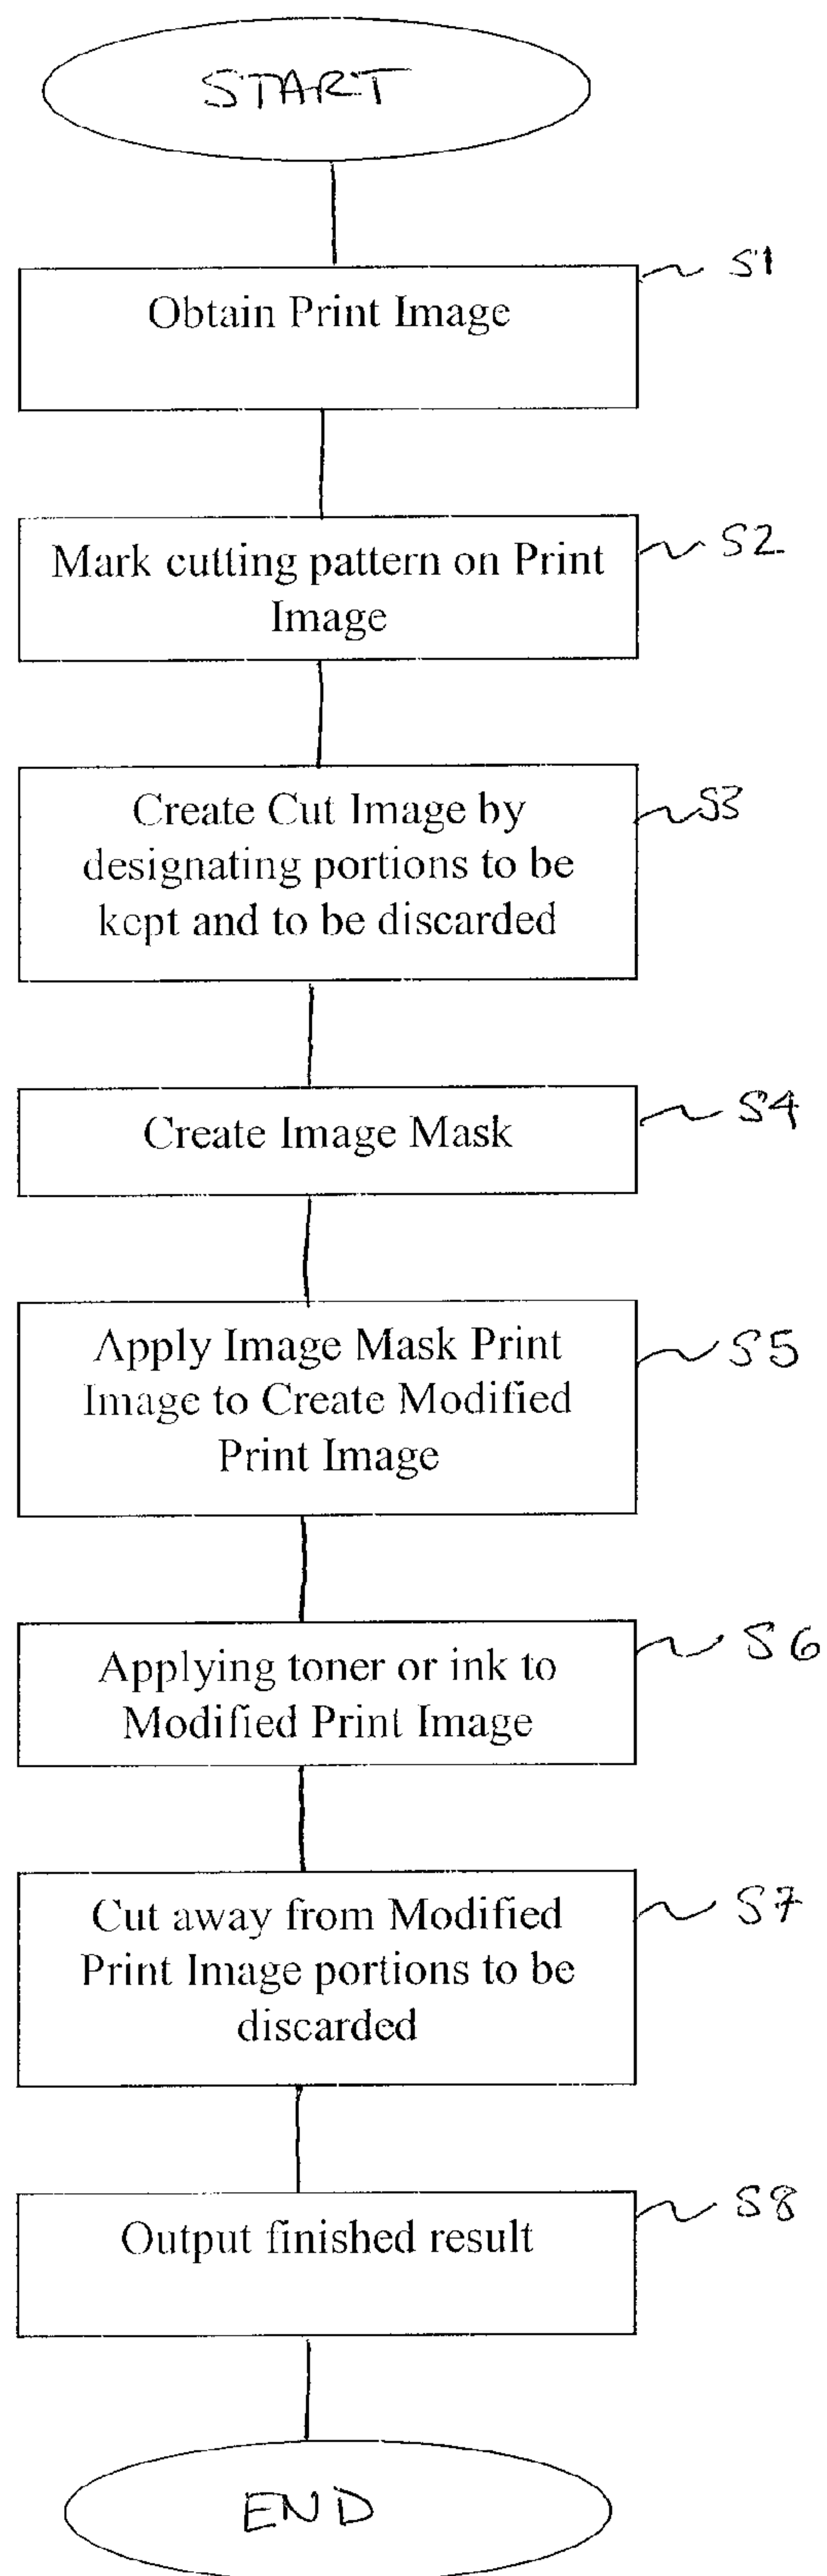 START
S1
Obtain Print Image
S2
Mark cutting pattern on Print
Image
S3
Create Cut Image by
designating portions to be
kept and to be discarded
S4
Create Image Mask
S5
Apply Image Mask Print
Image to Create Modified
Print Image
S6
Applying toner or ink to
Modified Print Image
S7
Cut away from Modified
Print Image portions to be
discarded
S8
Output finished result
END